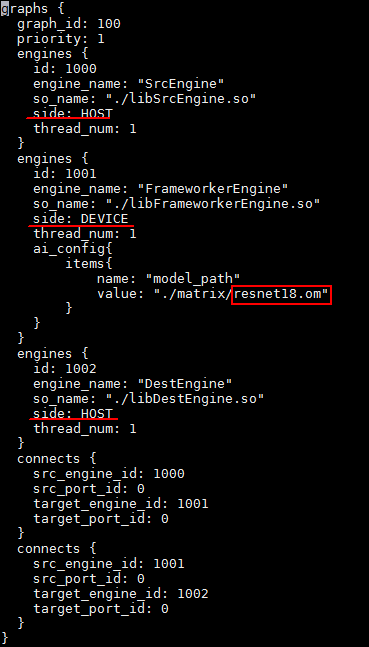 graphs {
  graph_id: 100
  priority: 1
  engines {
    id: 1000
    engine_name: "SrcEngine"
    so_name: "./libSrcEngine.so"
    side: HOST
    thread_num: 1
  }
  engines {
    id: 1001
    engine_name: "FrameworkerEngine"
    so_name: "./libFrameworkerEngine.so"
    side: DEVICE
    thread_num: 1
    ai_config{
        items{
            name: "model_path"
            value: "./matrix/resnet18.om"
        }
    }
  }
  engines {
    id: 1002
    engine_name: "DestEngine"
    so_name: "./libDestEngine.so"
    side: HOST
    thread_num: 1
  }
  connects {
    src_engine_id: 1000
    src_port_id: 0
    target_engine_id: 1001
    target_port_id: 0
  }
  connects {
    src_engine_id: 1001
    src_port_id: 0
    target_engine_id: 1002
    target_port_id: 0
  }
}